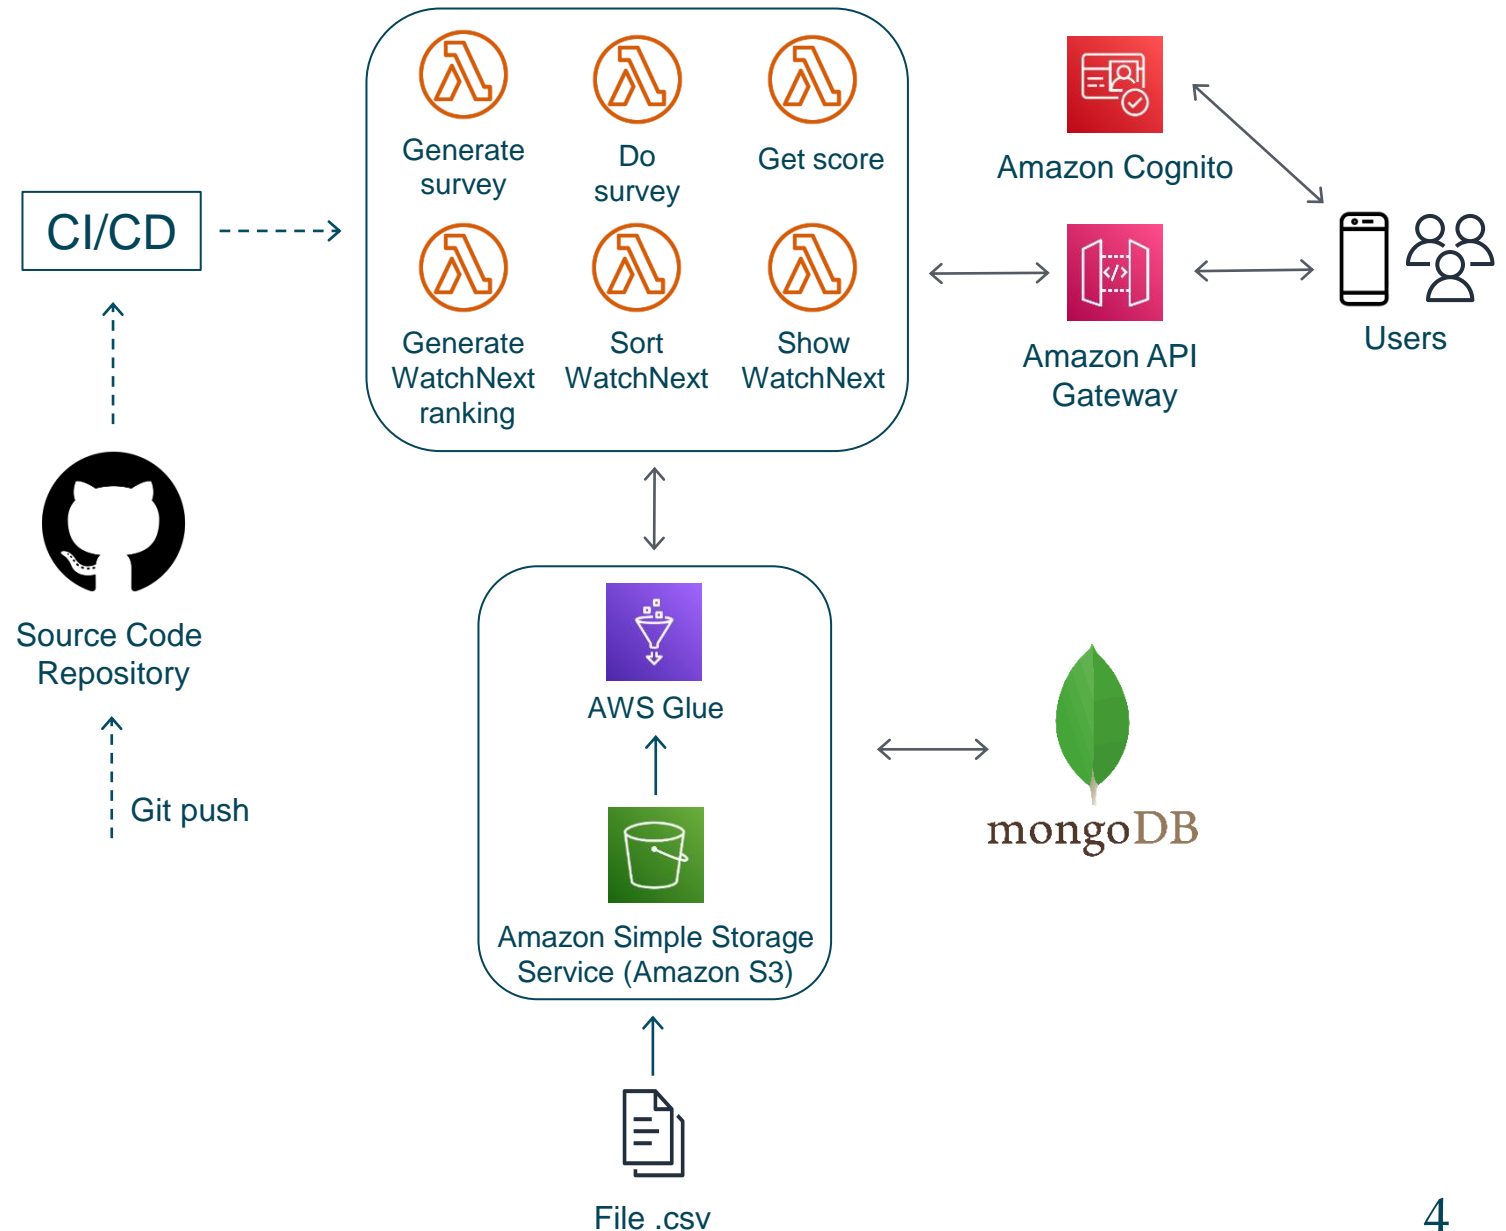 Generate
survey
Do
survey
Get score
Generate
WatchNext
ranking
Sort
WatchNext
Show
WatchNext
CI/CD
Amazon Cognito
Amazon API
Gateway
Users
Source Code
Repository
Git push
AWS Glue
Amazon Simple Storage
Service (Amazon S3)
mongoDB
File .csv
4